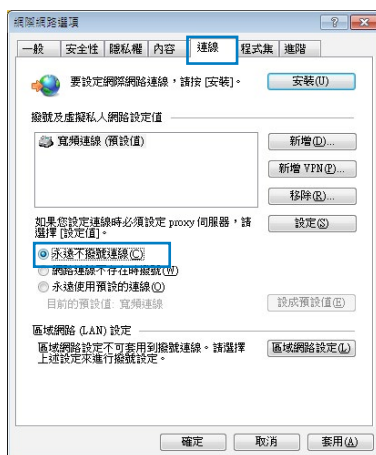 網際網路選項
一般 安全性 隱私權 內容 連線 程式集 進階
要設定網際網路連線，請按 [安裝]。 安裝(U)
撥號及虛擬私人網路設定值
寬頻連線 (預設值)
新增(D)...
新增 VPN(P)...
移除(R)...
如果您設定連線時必須設定 proxy 伺服器，請
選擇 [設定值]。
設定(S)
永遠不撥號連線(C)
網路連線不存在時撥號(W)
永遠使用預設的連線(O)
目前的預設值: 寬頻連線 設成預設值(E)
區域網路 (LAN) 設定
區域網路設定不可套用到撥號連線。請選擇
上述設定來進行撥號設定。
區域網路設定(L)
確定 取消 套用(A)